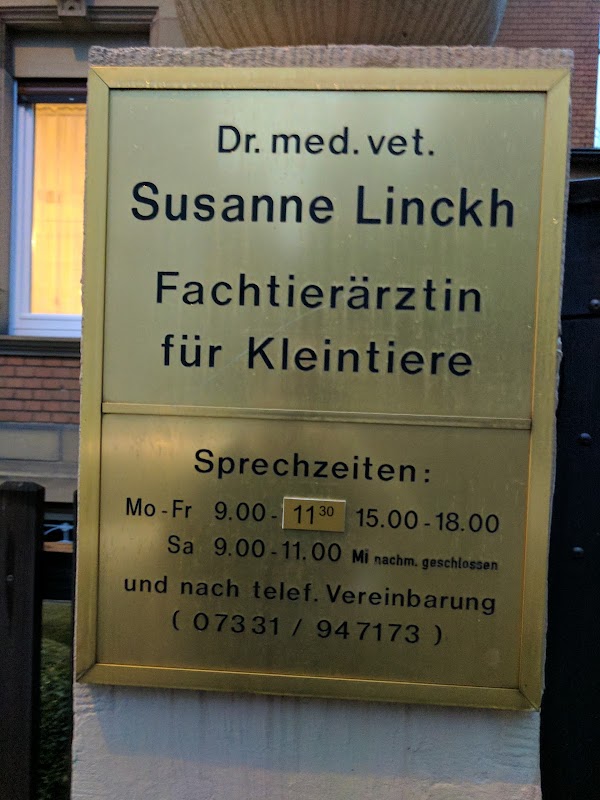 Dr. med. vet.
Susanne Linckh
Fachtierärztin
für Kleintiere
Sprechzeiten:
Mo - Fr 9.00 - 11³⁰ 15.00 - 18.00
Sa 9.00 - 11.00 Mi nachm. geschlossen
und nach telef. Vereinbarung
( 07331 / 947173 )